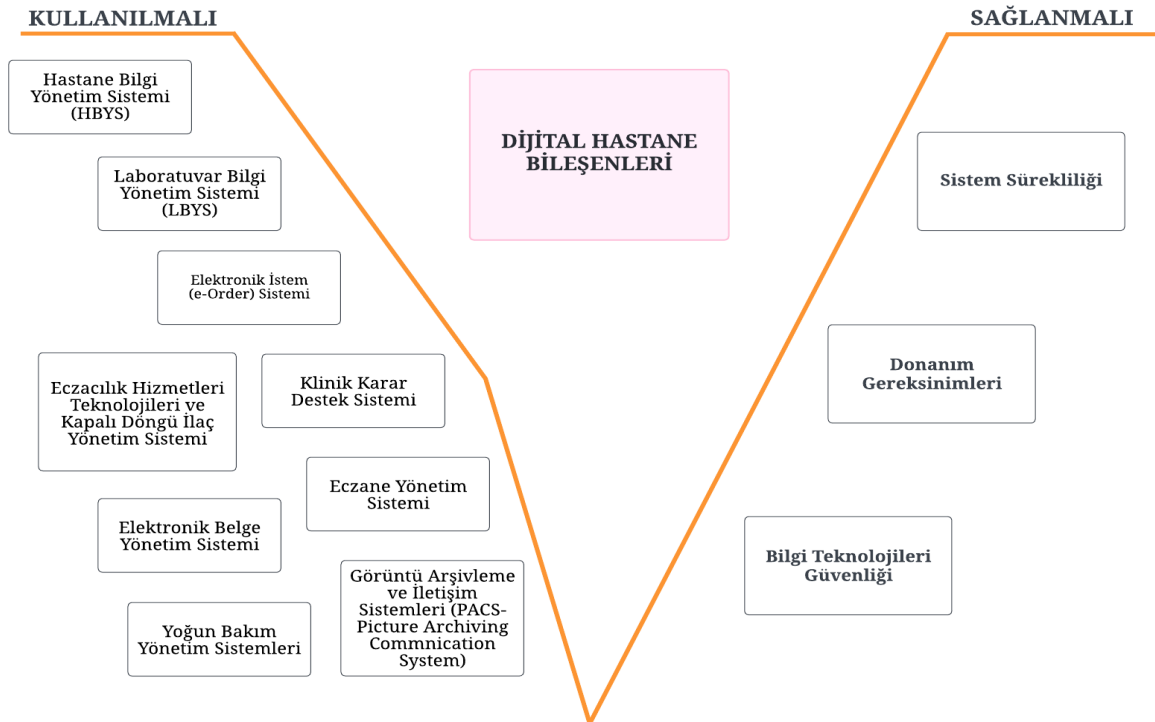 KULLANILMALI
SAĞLANMALI
DİJİTAL HASTANE
BİLEŞENLERİ
Hastane Bilgi
Yönetim Sistemi
(HBYS)
Laboratuvar Bilgi
Yönetim Sistemi
(LBYS)
Elektronik İstem
(e-Order) Sistemi
Eczacılık Hizmetleri
Teknolojileri ve
Kapalı Döngü İlaç
Yönetim Sistemi
Klinik Karar
Destek Sistemi
Eczane Yönetim
Sistemi
Elektronik Belge
Yönetim Sistemi
Görüntü Arşivleme
ve İletişim
Sistemleri (PACS-
Picture Archiving
Commnication
System)
Yoğun Bakım
Yönetim Sistemleri
Sistem Sürekliliği
Donanım
Gereksinimleri
Bilgi Teknolojileri
Güvenliği